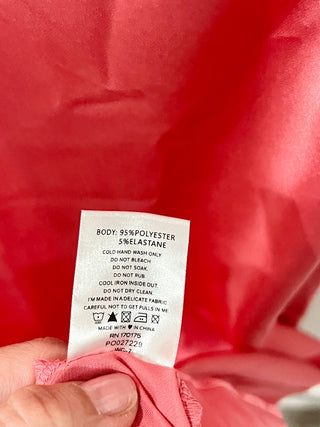 BODY: 95%POLYESTER
5%ELASTANE
COLD HAND WASH ONLY
DO NOT BLEACH
DO NOT SOAK
DO NOT RUB
COOL IRON INSIDE OUT
DO NOT DRY CLEAN
I'M MADE IN A DELICATE FABRIC
CAREFUL NOT TO GET PULLS IN ME
MADE WITH ♥ IN CHINA
RN 170175
PO027229